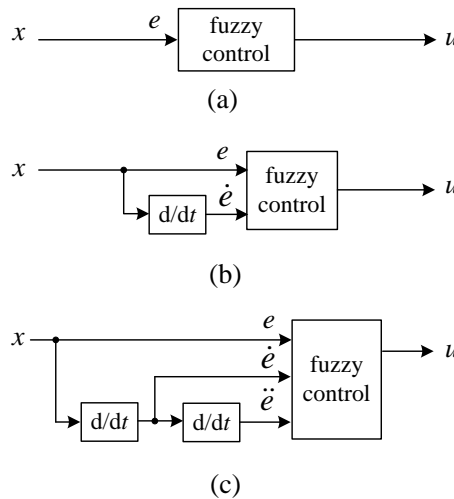 x e fuzzy control u
(a)
x e fuzzy control u
d/dt ė
(b)
x e
ė fuzzy control u
d/dt d/dt ë
(c)